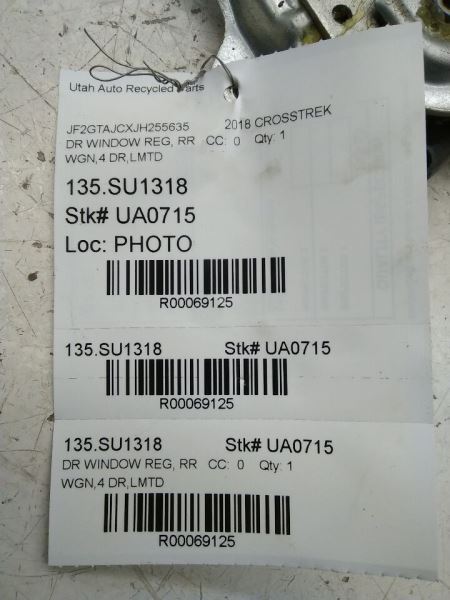 Utah Auto Recycled Parts
JF2GTAJCXJH255635 2018 CROSSTREK
DR WINDOW REG, RR CC: 0 Qty: 1
WGN,4 DR,LMTD
135.SU1318
Stk# UA0715
Loc: PHOTO
R00069125
135.SU1318 Stk# UA0715
R00069125
135.SU1318 Stk# UA0715
DR WINDOW REG, RR CC: 0 Qty: 1
WGN,4 DR,LMTD
R00069125